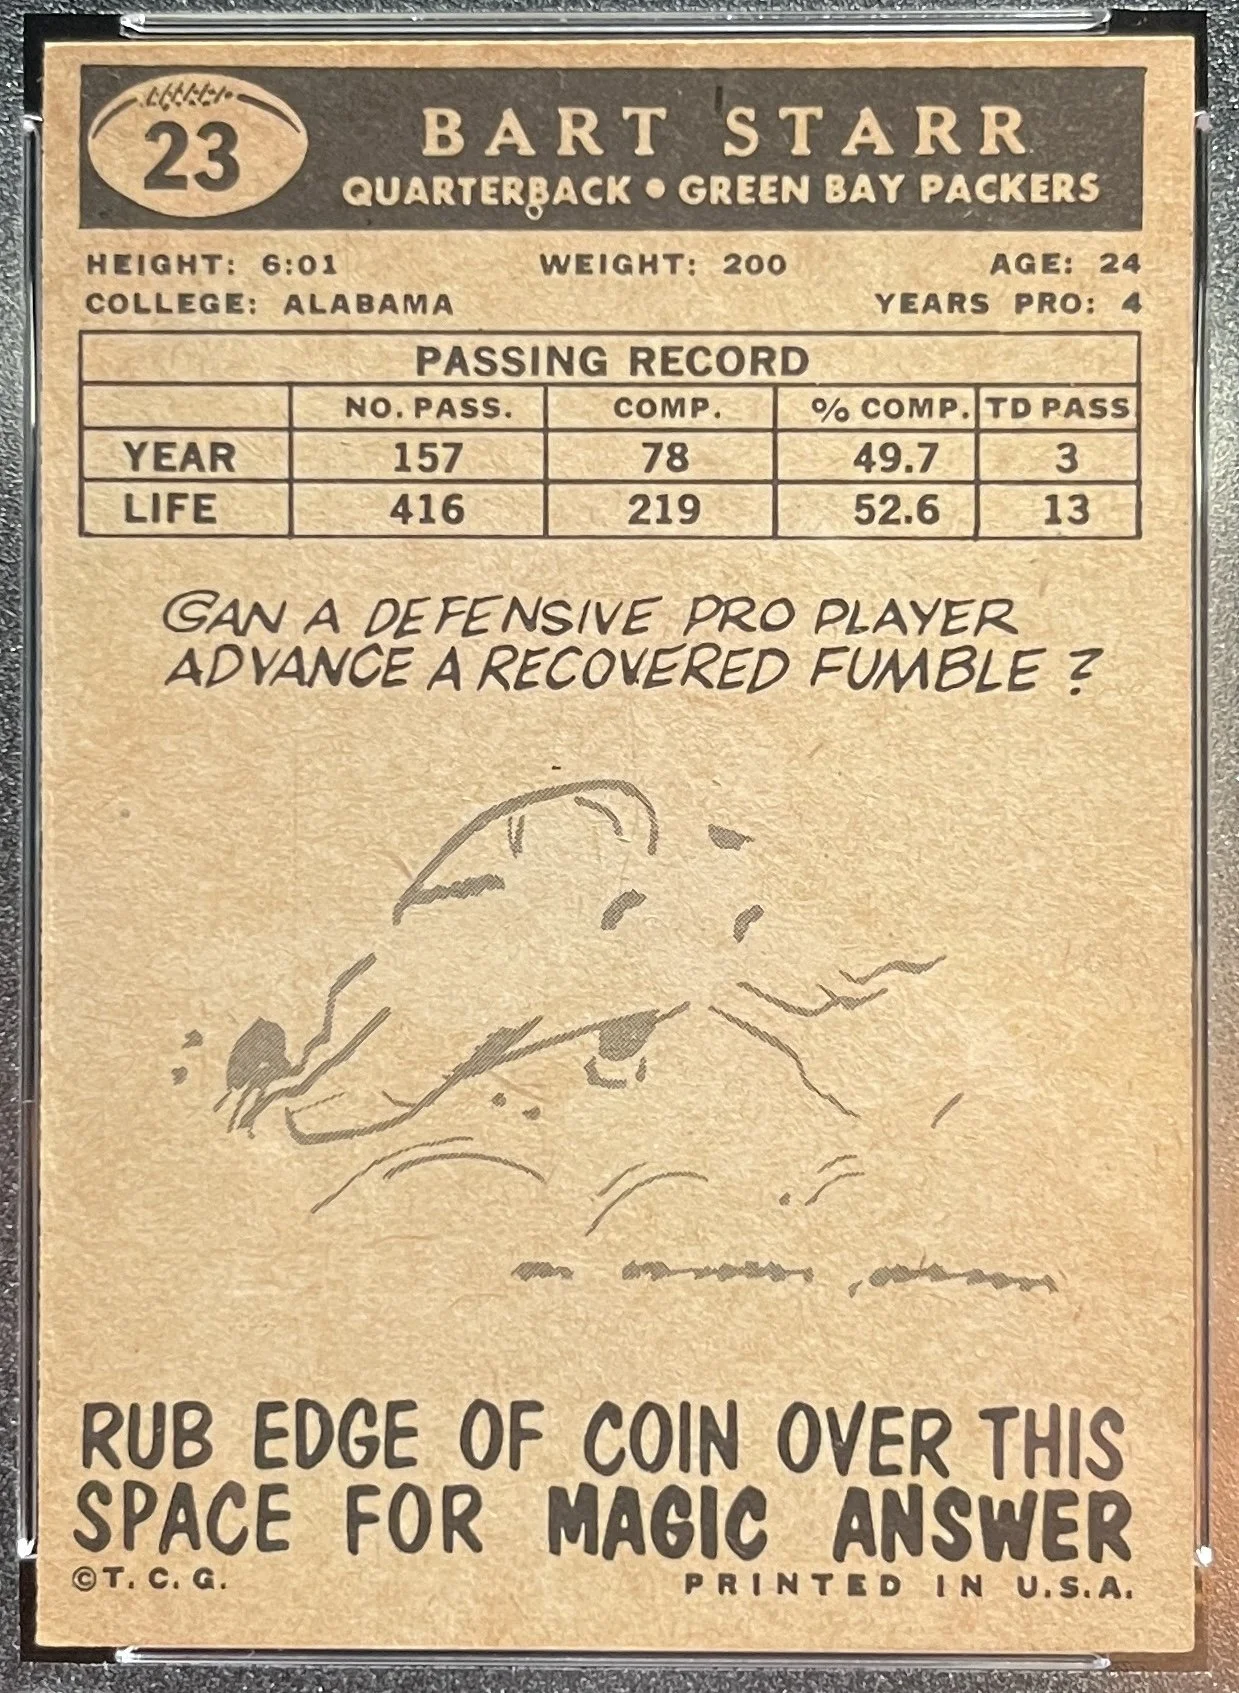 23
BART STARR
QUARTERBACK • GREEN BAY PACKERS
HEIGHT: 6:01 WEIGHT: 200 AGE: 24
COLLEGE: ALABAMA YEARS PRO: 4
PASSING RECORD
NO. PASS. COMP. % COMP. TD PASS
YEAR 157 78 49.7 3
LIFE 416 219 52.6 13
CAN A DEFENSIVE PRO PLAYER
ADVANCE A RECOVERED FUMBLE?
RUB EDGE OF COIN OVER THIS
SPACE FOR MAGIC ANSWER
©T. C. G. PRINTED IN U.S.A.